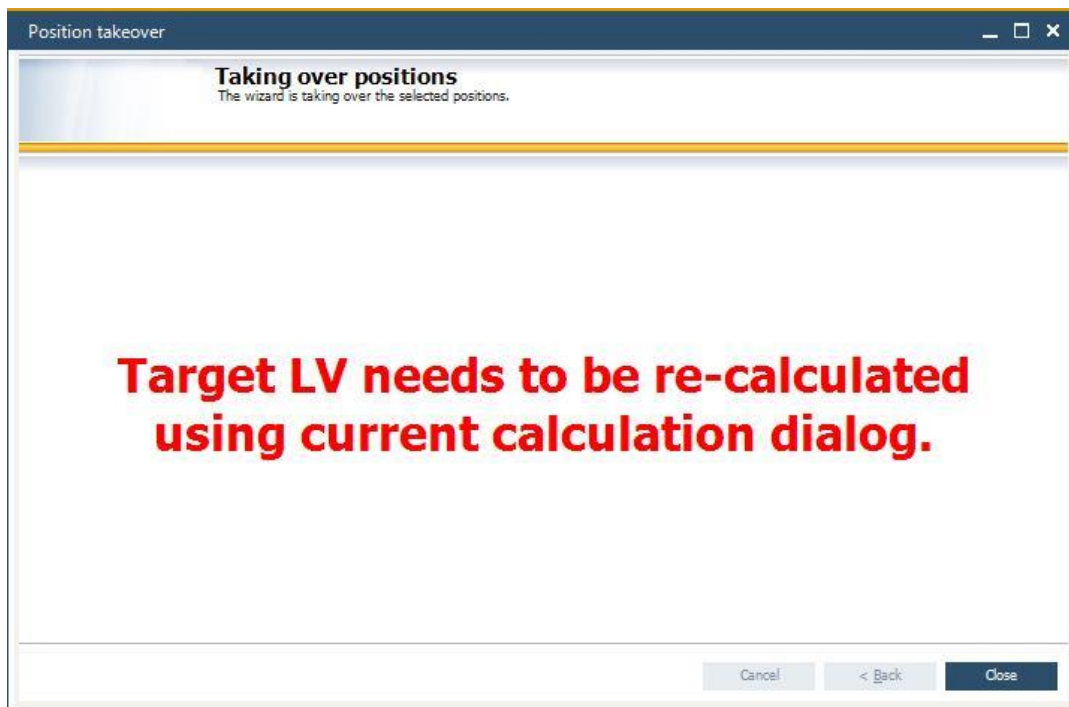 Position takeover
Taking over positions
The wizard is taking over the selected positions.
Target LV needs to be re-calculated
using current calculation dialog.
Cancel
< Back
Close